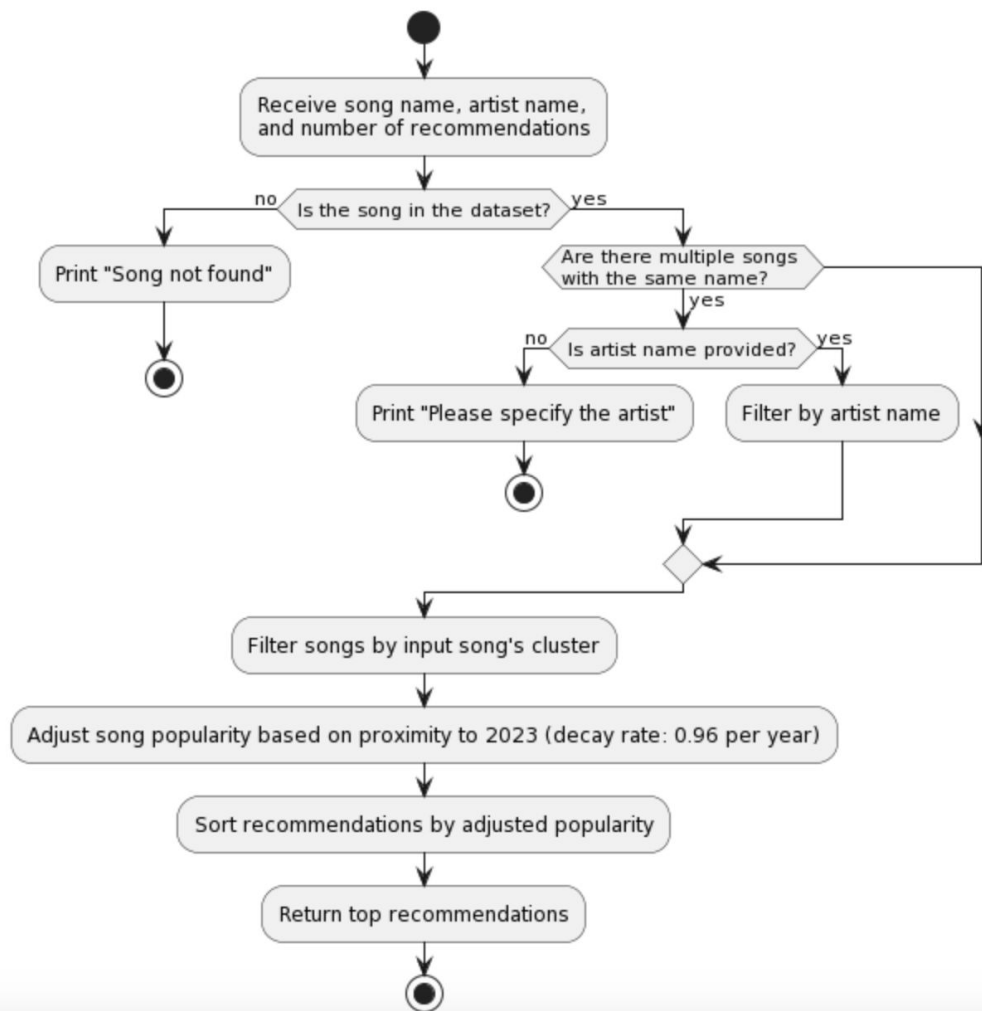 Receive song name, artist name,
and number of recommendations
no
Is the song in the dataset?
yes
Print "Song not found"
Are there multiple songs
with the same name?
yes
no
Is artist name provided?
yes
Print "Please specify the artist"
Filter by artist name
Filter songs by input song's cluster
Adjust song popularity based on proximity to 2023 (decay rate: 0.96 per year)
Sort recommendations by adjusted popularity
Return top recommendations